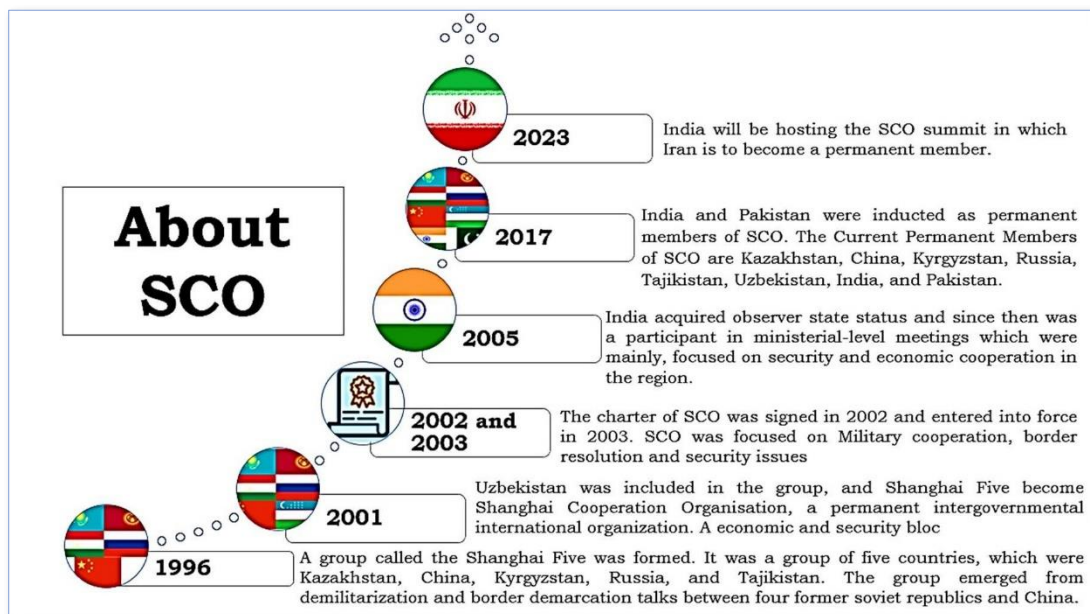 2023
India will be hosting the SCO summit in which
Iran is to become a permanent member.
About
SCO
2017
India and Pakistan were inducted as permanent
members of SCO. The Current Permanent Members
of SCO are Kazakhstan, China, Kyrgyzstan, Russia,
Tajikistan, Uzbekistan, India, and Pakistan.
2005
India acquired observer state status and since then was
a participant in ministerial-level meetings which were
mainly, focused on security and economic cooperation in
the region.
2002 and
2003
The charter of SCO was signed in 2002 and entered into force
in 2003. SCO was focused on Military cooperation, border
resolution and security issues
2001
Uzbekistan was included in the group, and Shanghai Five become
Shanghai Cooperation Organisation, a permanent intergovernmental
international organization. A economic and security bloc
1996
A group called the Shanghai Five was formed. It was a group of five countries, which were
Kazakhstan, China, Kyrgyzstan, Russia, and Tajikistan. The group emerged from
demilitarization and border demarcation talks between four former soviet republics and China.